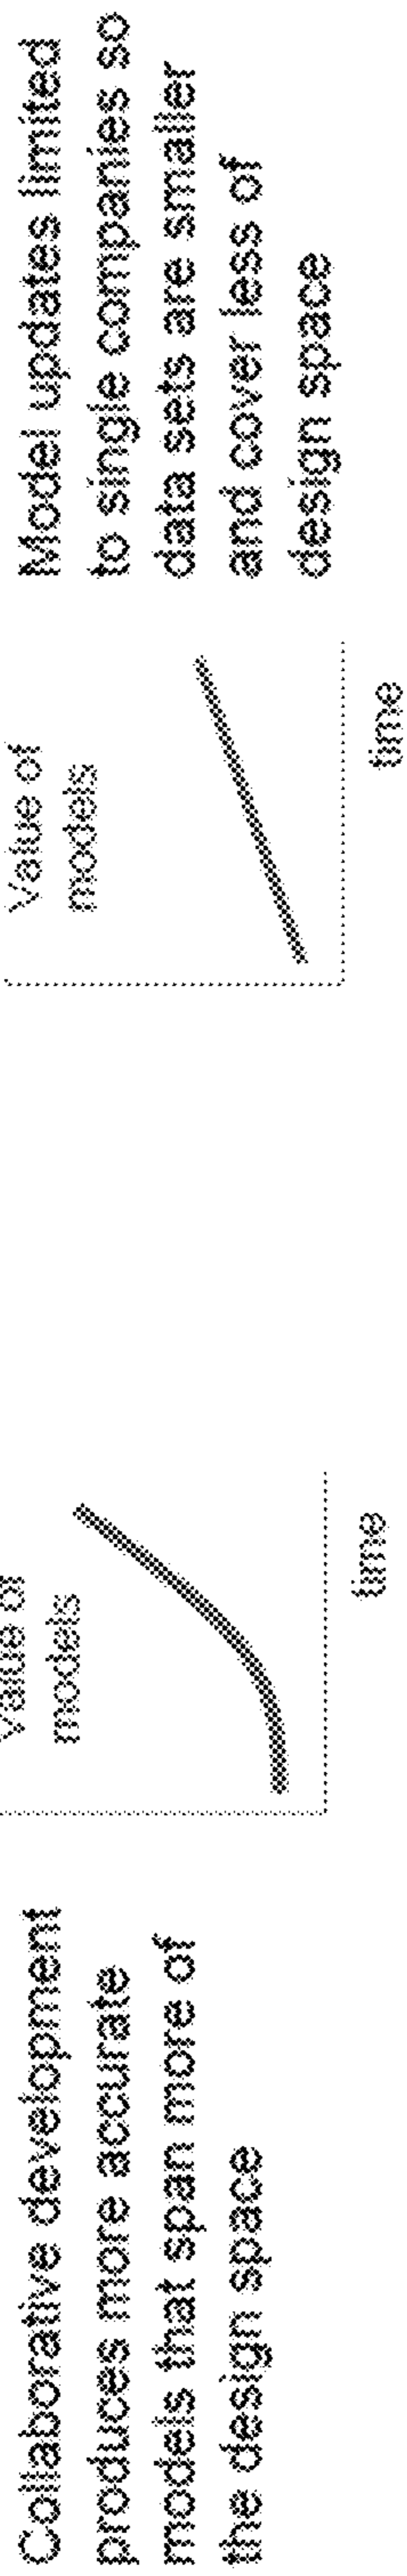 Collaborative development
produces more accurate
models that span more of
the design space
Value of
models
time
Value of
models
time
Model updates limited
to single companies so
data sets are smaller
and cover less of
design space